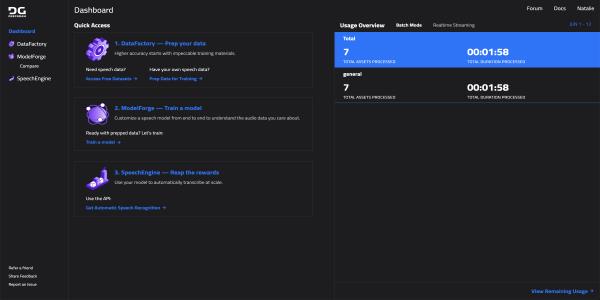 DG
DEEPGRAM
Dashboard
DataFactory
ModelForge
Compare
SpeechEngine
Refer a friend
Share Feedback
Report an Issue
Dashboard
Forum
Docs
Natalie
Quick Access
1. DataFactory — Prep your data
Higher accuracy starts with impeccable training materials.
Need speech data?
Have your own speech data?
Access Free Datasets →
Prep Data for Training →
2. ModelForge — Train a model
Customize a speech model from end to end to understand the audio data you care about.
Ready with prepped data? Let's train:
Train a model →
3. SpeechEngine — Reap the rewards
Use your model to automatically transcribe at scale.
Use the API:
Get Automatic Speech Recognition →
Usage Overview
Batch Mode
Realtime Streaming
JUN 1 - 12
Total
7
00:01:58
TOTAL ASSETS PROCESSED
TOTAL DURATION PROCESSED
general
7
00:01:58
TOTAL ASSETS PROCESSED
TOTAL DURATION PROCESSED
View Remaining Usage →